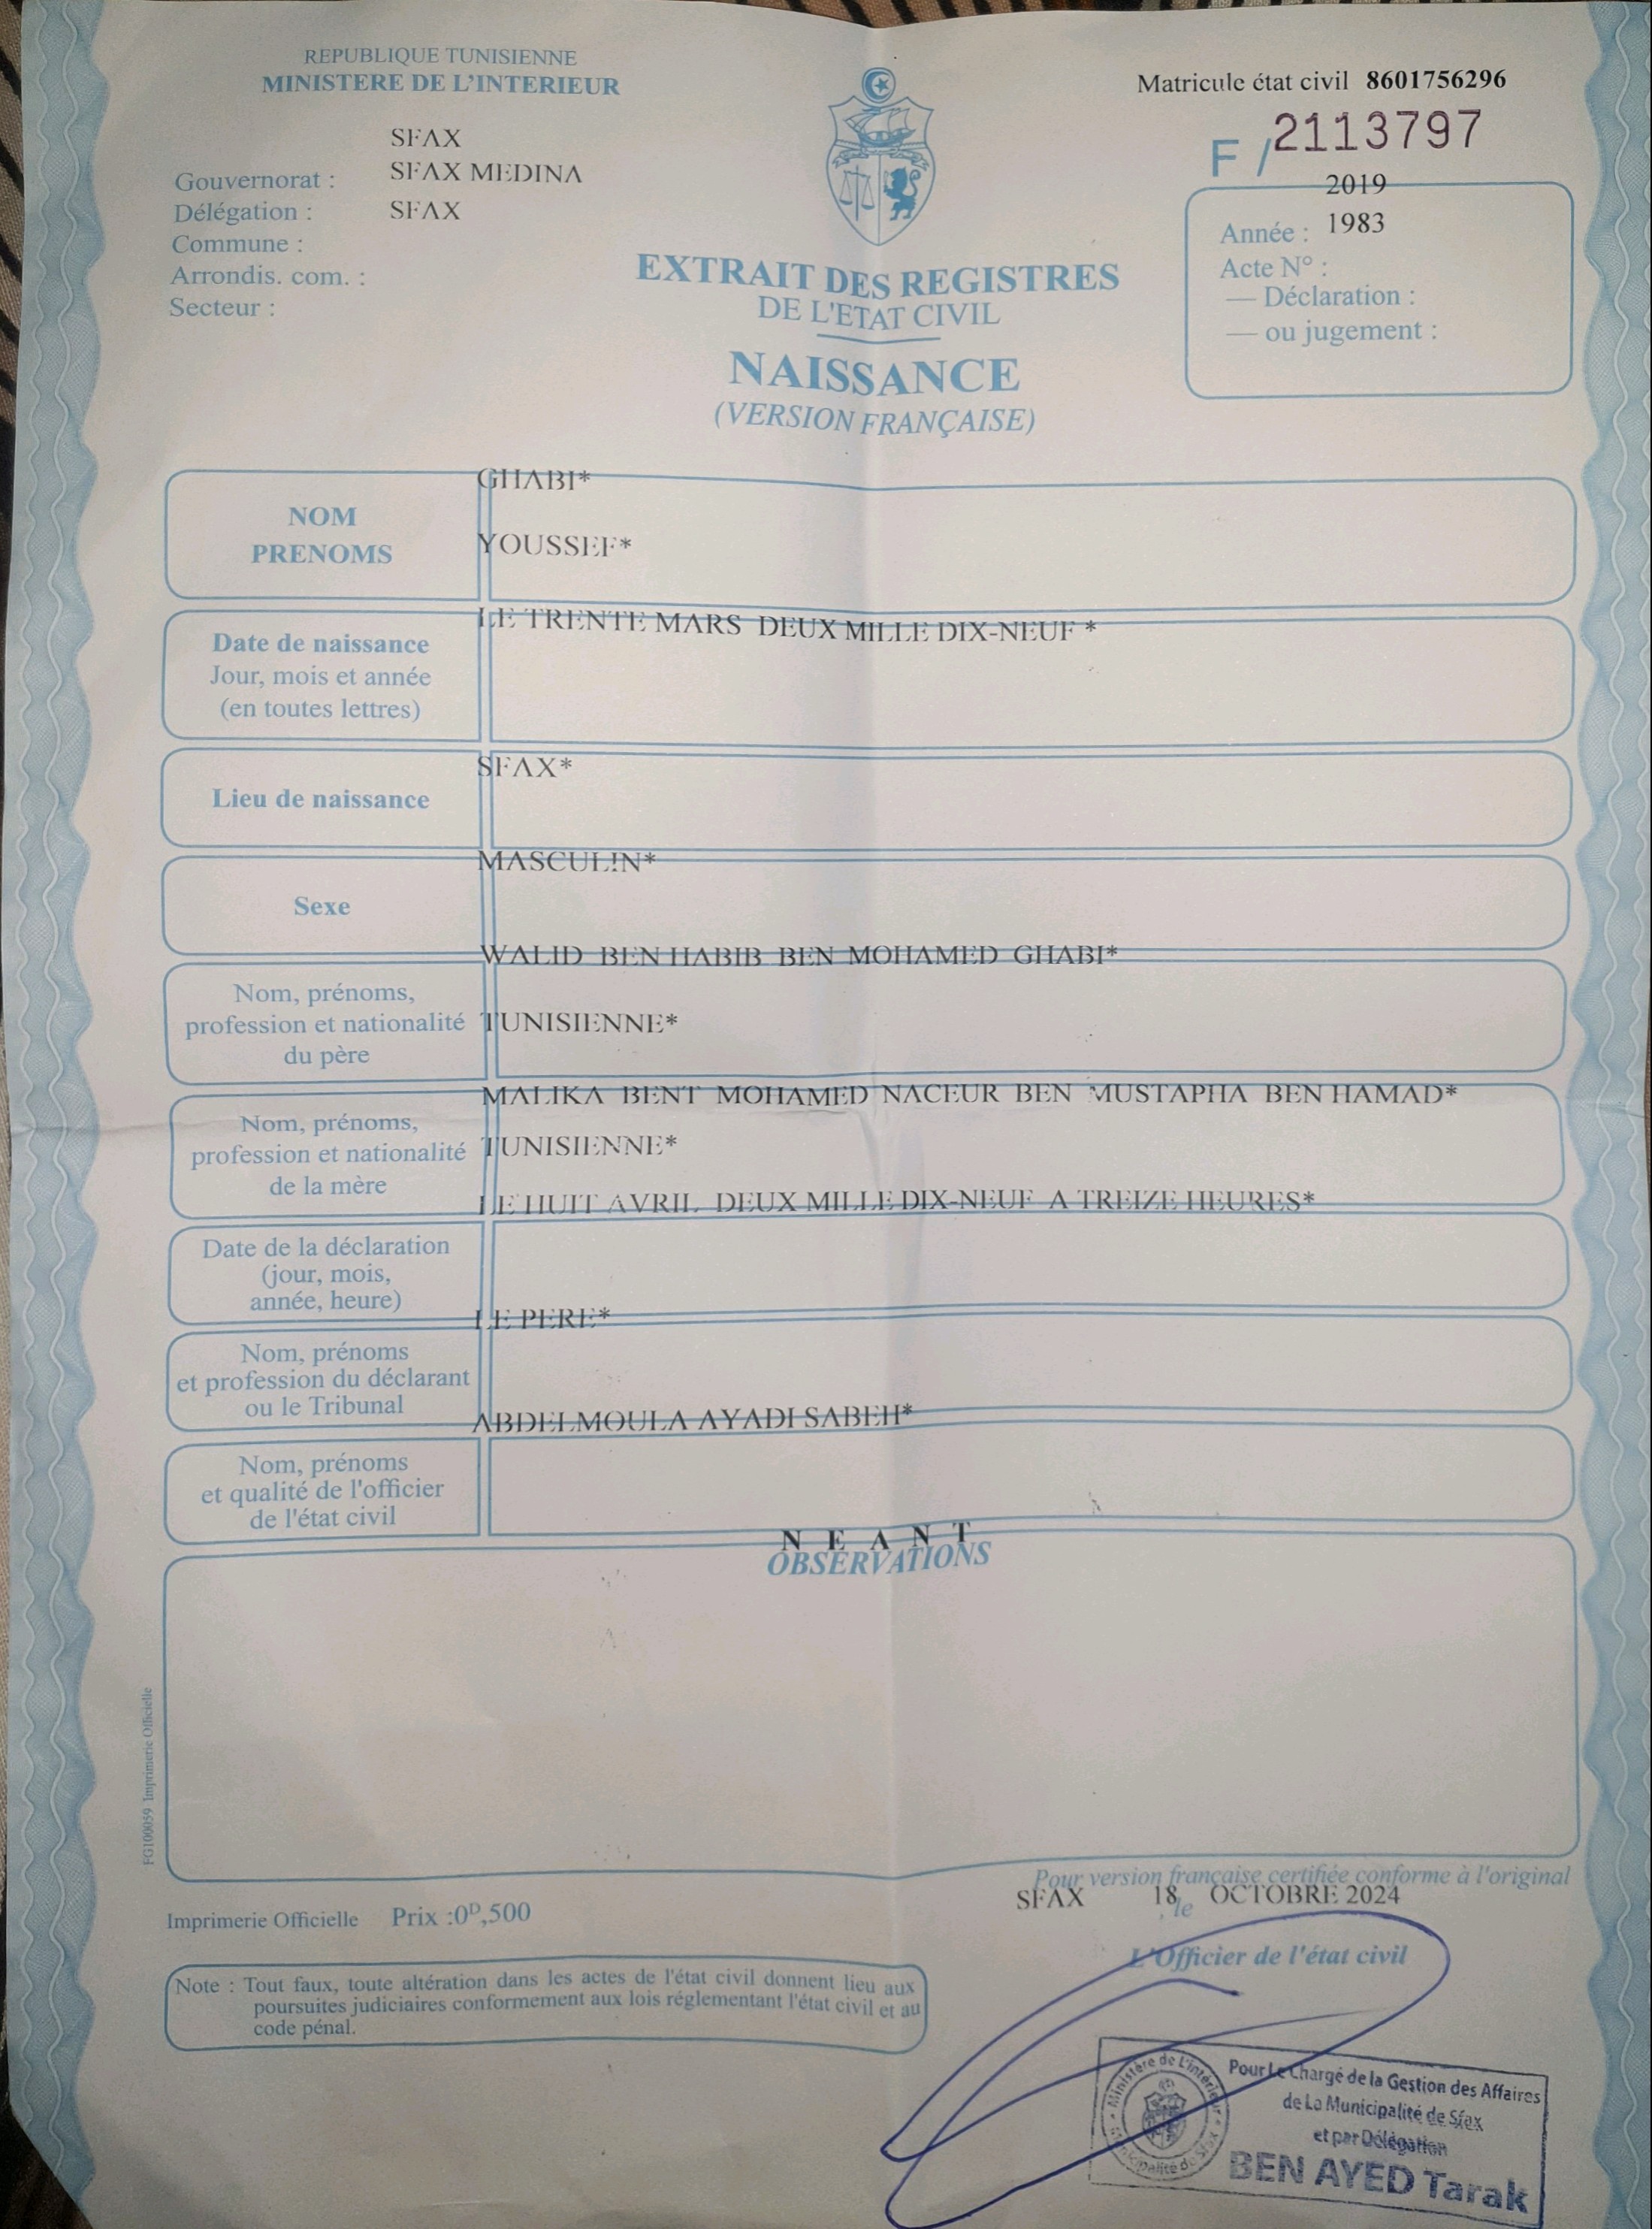 REPUBLIQUE TUNISIENNE
MINISTERE DE L'INTERIEUR
SFAX
Gouvernorat : SFAX MEDINA
Délégation : SFAX
Commune :
Arrondis. com. :
Secteur :
Matricule état civil 8601756296
F / 2113797
2019
Année : 1983
Acte N° :
— Déclaration :
— ou jugement :
EXTRAIT DES REGISTRES
DE L'ETAT CIVIL
NAISSANCE
(VERSION FRANÇAISE)
GHABI*
NOM
PRENOMS
YOUSSEF*
LE TRENTE MARS DEUX MILLE DIX-NEUF *
Date de naissance
Jour, mois et année
(en toutes lettres)
SFAX*
Lieu de naissance
MASCULIN*
Sexe
WALID BEN HABIB BEN MOHAMED GHABI*
Nom, prénoms,
profession et nationalité
du père
TUNISIENNE*
MALIKA BENT MOHAMED NACEUR BEN MUSTAPHA BEN HAMAD*
Nom, prénoms,
profession et nationalité
de la mère
TUNISIENNE*
LE HUIT AVRIL DEUX MILLE DIX-NEUF A TREIZE HEURES*
Date de la déclaration
(jour, mois,
année, heure)
LE PERE*
Nom, prénoms
et profession du déclarant
ou le Tribunal
ABDELMOULA AYADI SABEH*
Nom, prénoms
et qualité de l'officier
de l'état civil
N E A N T
OBSERVATIONS
FG100059 Imprimerie Officielle
Pour version française certifiée conforme à l'original
SFAX 18 le OCTOBRE 2024
Imprimerie Officielle Prix :0ᴰ,500
L'Officier de l'état civil
Note : Tout faux, toute altération dans les actes de l'état civil donnent lieu aux
poursuites judiciaires conformement aux lois réglementant l'état civil et au
code pénal.
Ministère de L'intérieur
Municipalité de Sfax
Pour Le Chargé de la Gestion des Affaires
de La Municipalité de Sfax
et par Délégation
BEN AYED Tarak